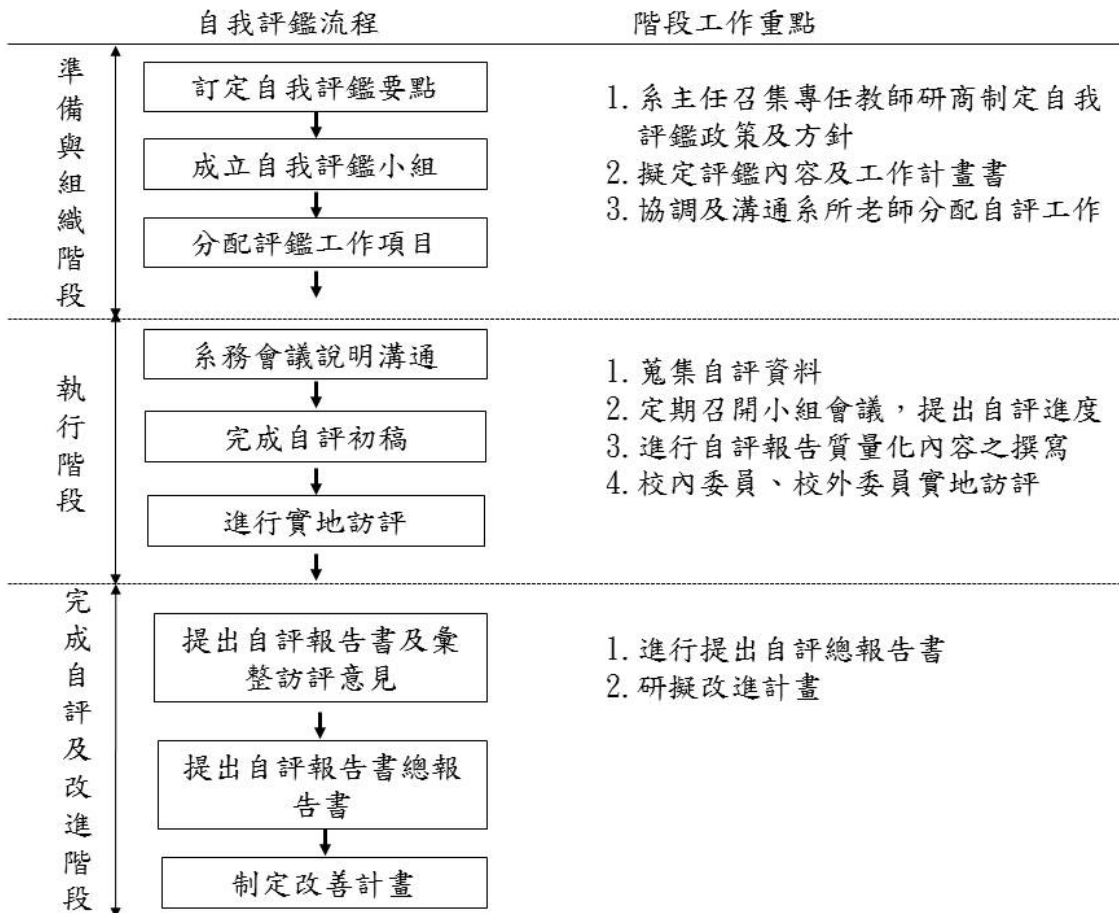 自我評鑑流程
階段工作重點
準備與組織階段
訂定自我評鑑要點
成立自我評鑑小組
分配評鑑工作項目
1. 系主任召集專任教師研商制定自我
評鑑政策及方針
2. 擬定評鑑內容及工作計畫書
3. 協調及溝通系所老師分配自評工作
執行階段
系務會議說明溝通
完成自評初稿
進行實地訪評
1. 蒐集自評資料
2. 定期召開小組會議，提出自評進度
3. 進行自評報告質量化內容之撰寫
4. 校內委員、校外委員實地訪評
完成自評及改進階段
提出自評報告書及彙
整訪評意見
提出自評報告書總報
告書
制定改善計畫
1. 進行提出自評總報告書
2. 研擬改進計畫